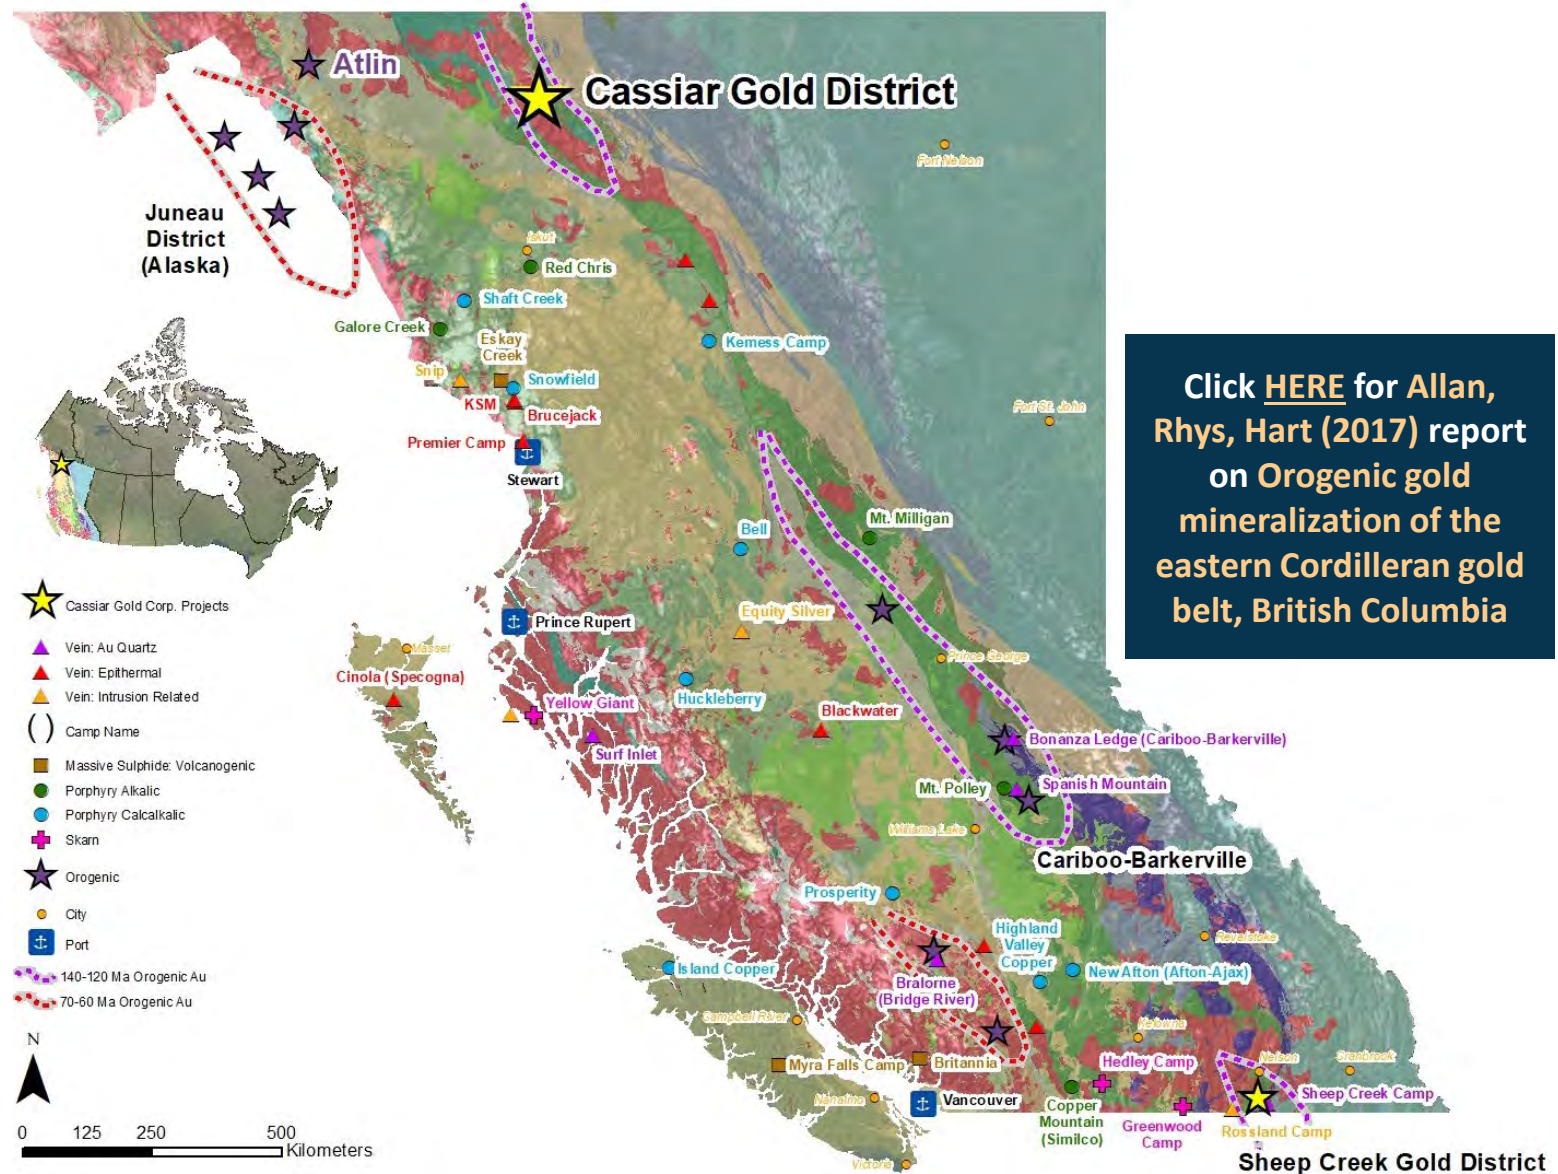 Atlin
Cassiar Gold District
Fort Nelson
Juneau
District
(Alaska)
Iskut
Red Chris
Shaft Creek
Galore Creek
Eskay
Creek
Kemess Camp
Snip
Snowfield
KSM
Brucejack
Premier Camp
Stewart
Fort St. John
Click HERE for Allan,
Rhys, Hart (2017) report
on Orogenic gold
mineralization of the
eastern Cordilleran gold
belt, British Columbia
Mt. Milligan
Bell
Equity Silver
Prince Rupert
Masset
Prince George
Cinola (Specogna)
Yellow Giant
Huckleberry
Blackwater
Surf Inlet
Bonanza Ledge (Cariboo-Barkerville)
Mt. Polley
Spanish Mountain
Williams Lake
Cariboo-Barkerville
Prosperity
Highland
Valley
Copper
Revelstoke
Island Copper
New Afton (Afton-Ajax)
Bralorne
(Bridge River)
Campbell River
Kelowna
Myra Falls Camp
Britannia
Hedley Camp
Nelson
Cranbrook
Nanaimo
Vancouver
Copper
Mountain
(Similco)
Greenwood
Camp
Sheep Creek Camp
Rossland Camp
Victoria
Sheep Creek Gold District
Cassiar Gold Corp. Projects
Vein: Au Quartz
Vein: Epithermal
Vein: Intrusion Related
( ) Camp Name
Massive Sulphide: Volcanogenic
Porphyry Alkalic
Porphyry Calcalkalic
Skarn
Orogenic
City
Port
140-120 Ma Orogenic Au
70-60 Ma Orogenic Au
N
0 125 250 500
Kilometers